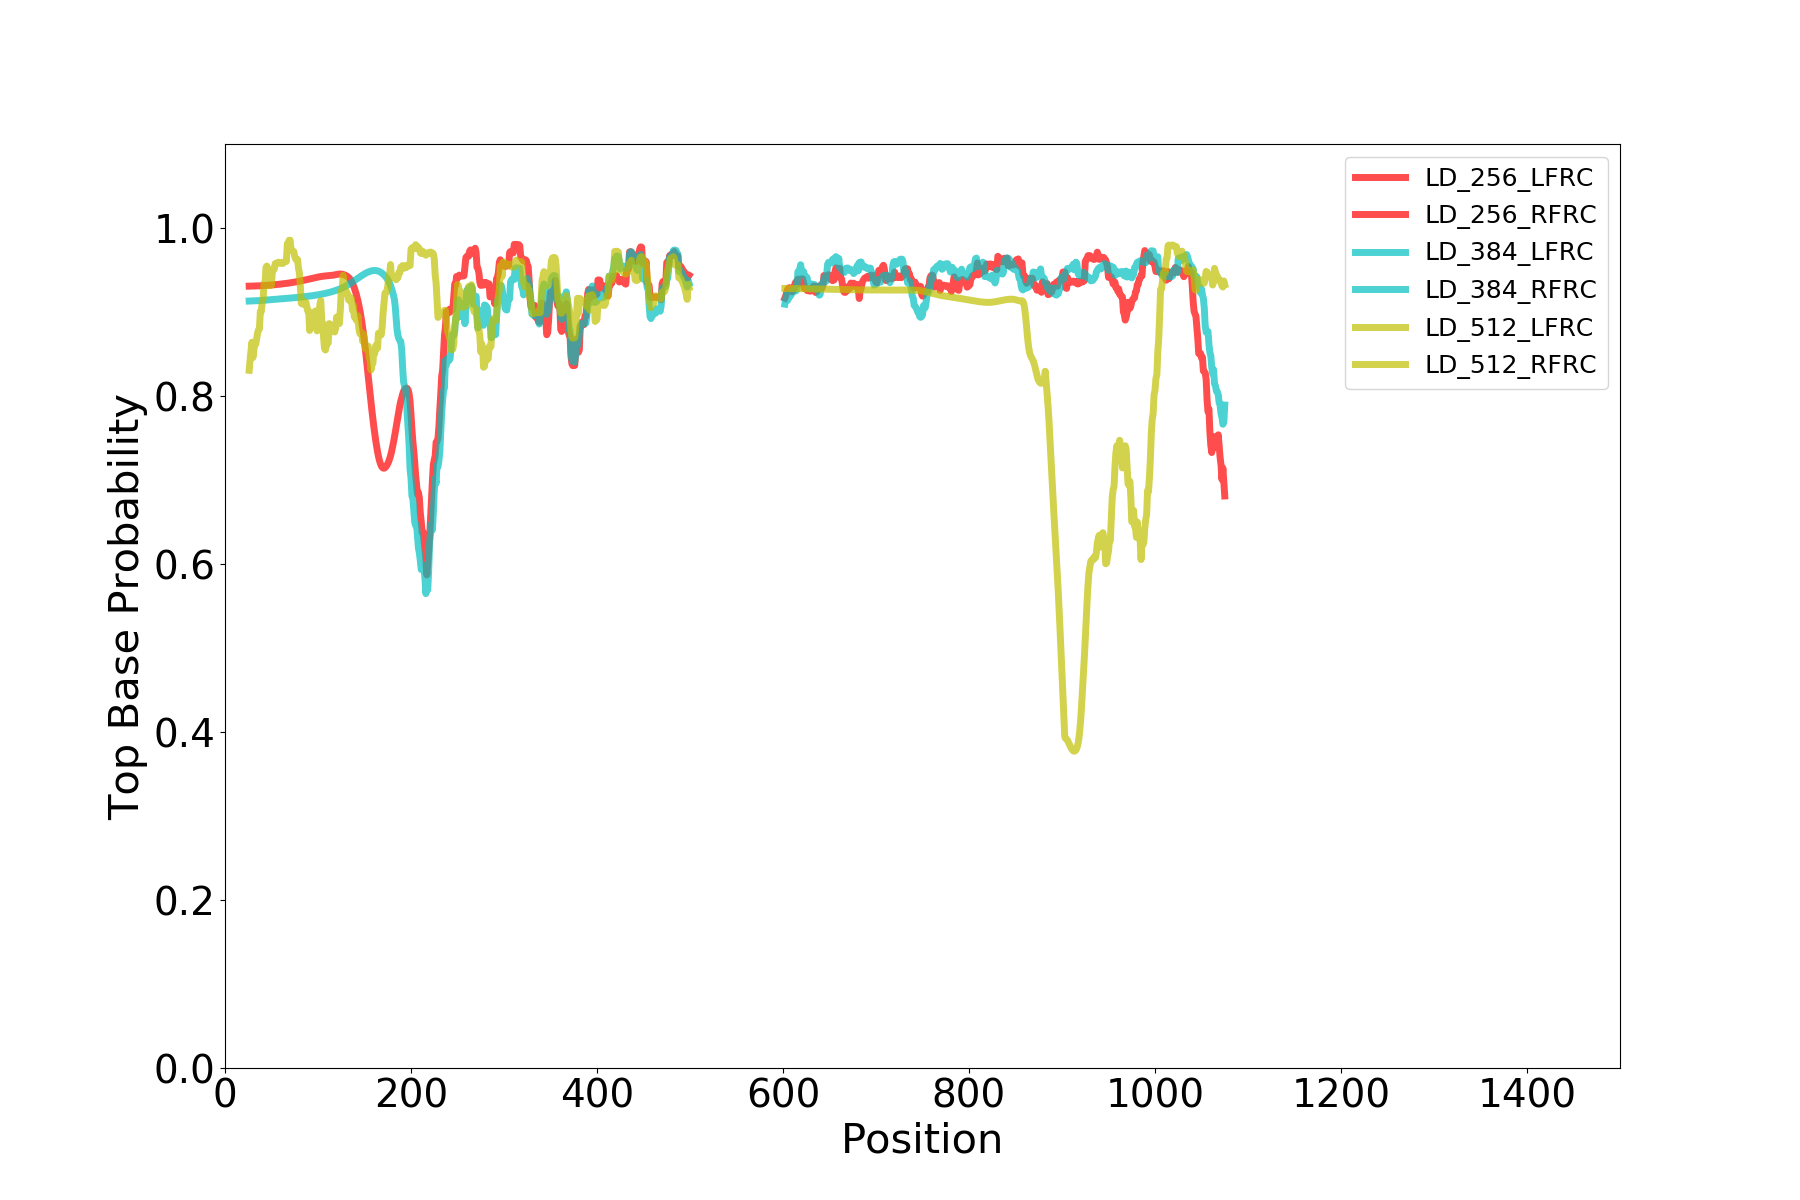 LD_256_LFRC
LD_256_RFRC
LD_384_LFRC
LD_384_RFRC
LD_512_LFRC
LD_512_RFRC
1.0
0.8
0.6
0.4
0.2
0.0
Top Base Probability
0 200 400 600 800 1000 1200 1400
Position